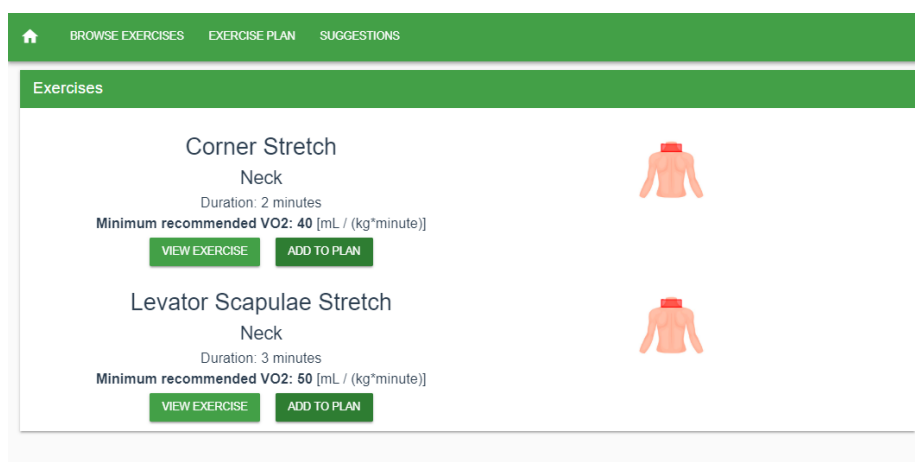 BROWSE EXERCISES EXERCISE PLAN SUGGESTIONS
Exercises
Corner Stretch
Neck
Duration: 2 minutes
Minimum recommended VO2: 40 [mL / (kg*minute)]
VIEW EXERCISE ADD TO PLAN
Levator Scapulae Stretch
Neck
Duration: 3 minutes
Minimum recommended VO2: 50 [mL / (kg*minute)]
VIEW EXERCISE ADD TO PLAN